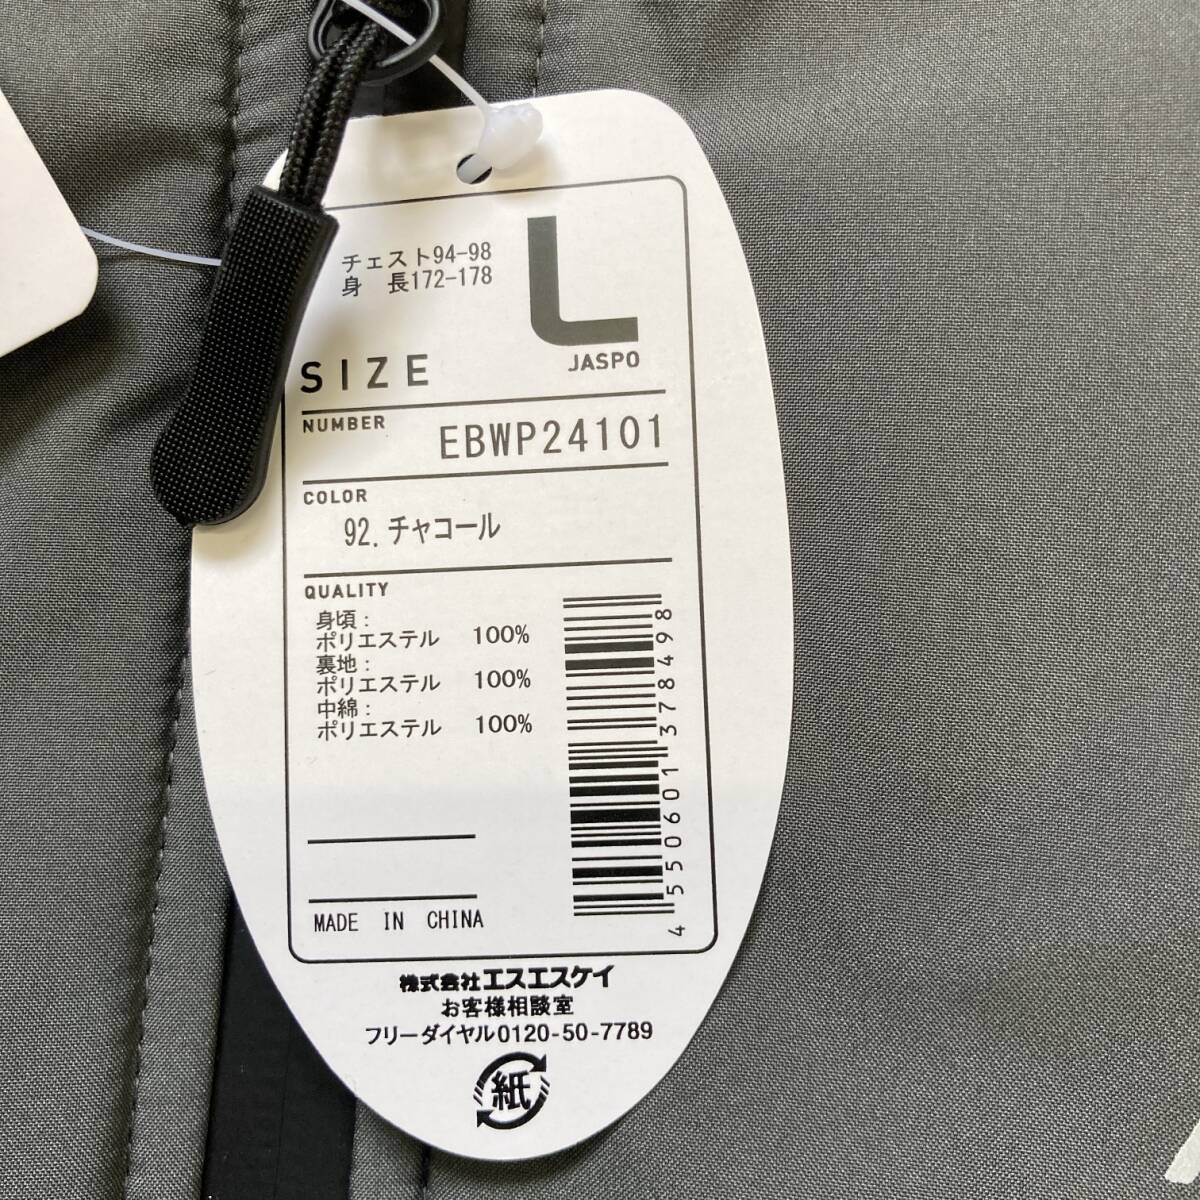 チェスト94-98
身 長172-178
L
JASPO
SIZE
NUMBER
EBWP24101
COLOR
92.チャコール
QUALITY
身頃:
ポリエステル 100%
裏地:
ポリエステル 100%
中綿:
ポリエステル 100%
4550601378498
MADE IN CHINA
株式会社エスエスケイ
お客様相談室
フリーダイヤル0120-50-7789
紙